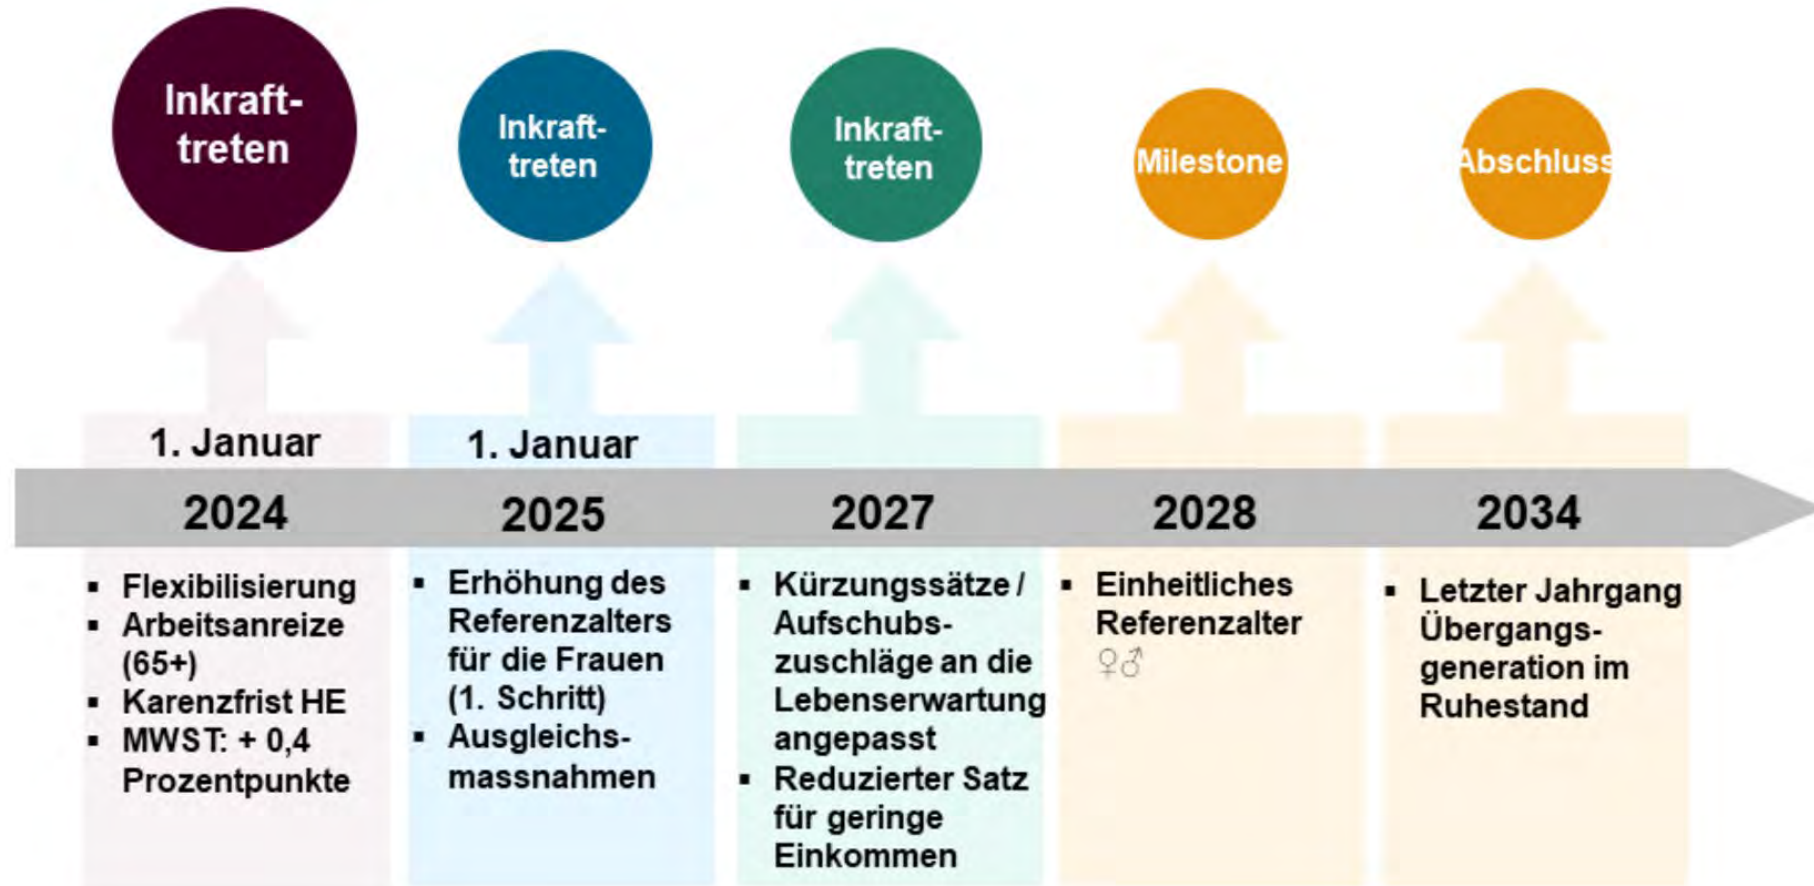 Inkraft-
treten
Inkraft-
treten
Inkraft-
treten
Milestone
Abschluss
1. Januar
1. Januar
2024
2025
2027
2028
2034
▪ Flexibilisierung
▪ Arbeitsanreize
(65+)
▪ Karenzfrist HE
▪ MWST: + 0,4
Prozentpunkte
▪ Erhöhung des
Referenzalters
für die Frauen
(1. Schritt)
▪ Ausgleichs-
massnahmen
▪ Kürzungssätze /
Aufschubs-
zuschläge an die
Lebenserwartung
angepasst
▪ Reduzierter Satz
für geringe
Einkommen
▪ Einheitliches
Referenzalter
♀♂
▪ Letzter Jahrgang
Übergangs-
generation im
Ruhestand